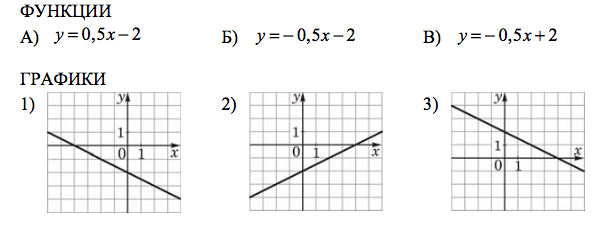 ФУНКЦИИ
А) y=0,5x−2 Б) y=−0,5x−2 В) y=−0,5x+2
ГРАФИКИ
1) 2) 3)
y 1 0 1 x
y 1 0 1 x
y 1 0 1 x